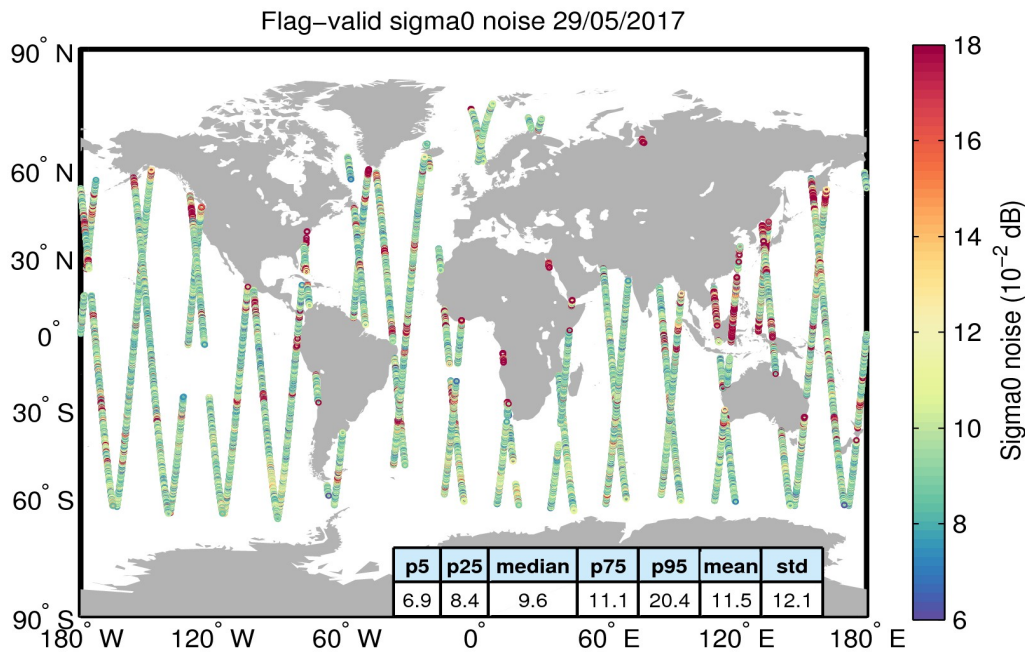 Flag−valid sigma0 noise 29/05/2017
90° N
60° N
30° N
0°
30° S
60° S
90° S
180° W
120° W
60° W
0°
60° E
120° E
180° E
p5 p25 median p75 p95 mean std
6.9 8.4 9.6 11.1 20.4 11.5 12.1
18
16
14
12
10
8
6
Sigma0 noise (10⁻² dB)